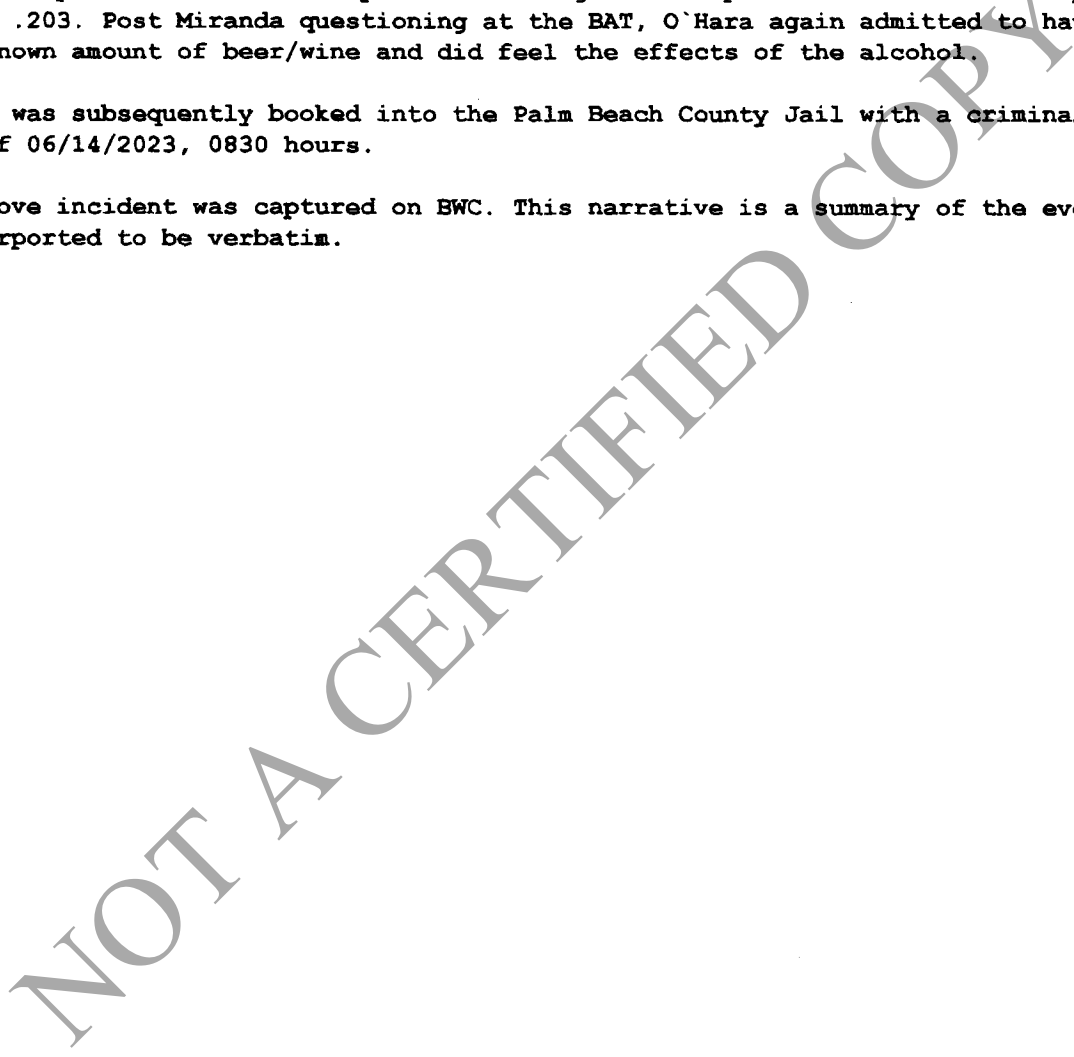 .203. Post Miranda questioning at the BAT, O`Hara again admitted to ha
nown amount of beer/wine and did feel the effects of the alcohol.
was subsequently booked into the Palm Beach County Jail with a crimina
f 06/14/2023, 0830 hours.
ove incident was captured on BWC. This narrative is a summary of the ev
rported to be verbatim.
NOT A CERTIFIED COPY